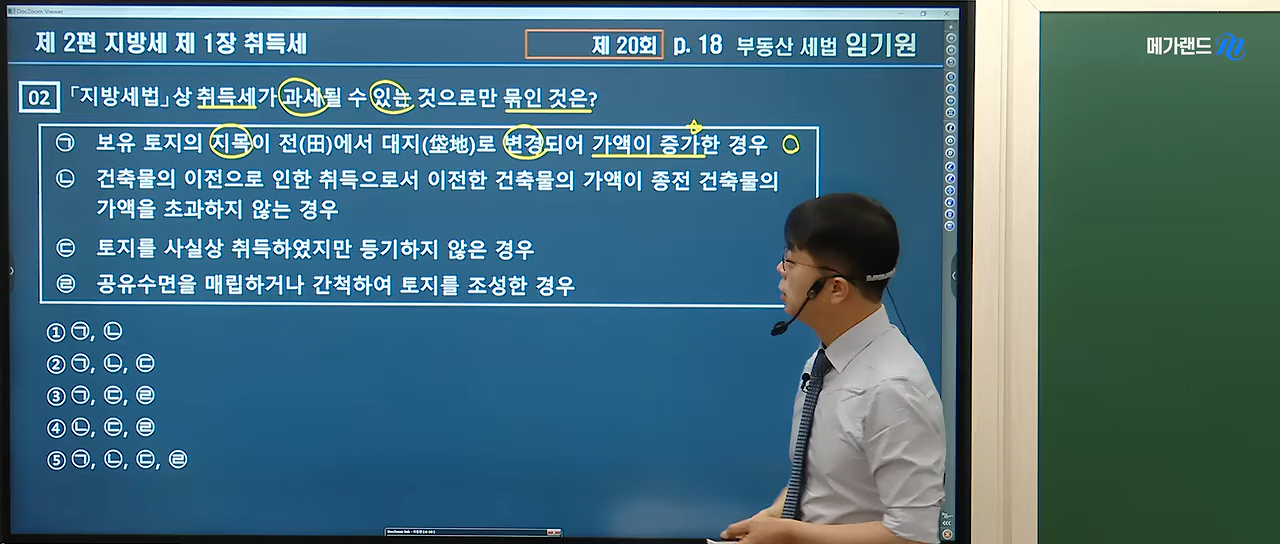 DocZoom Viewer
제 2편 지방세 제 1장 취득세
제 20회 p. 18 부동산 세법 임기원
메가랜드
02 「지방세법」상 취득세가 과세될 수 있는 것으로만 묶인 것은?
㉠ 보유 토지의 지목이 전(田)에서 대지(垈地)로 변경되어 가액이 증가한 경우
㉡ 건축물의 이전으로 인한 취득으로서 이전한 건축물의 가액이 종전 건축물의
가액을 초과하지 않는 경우
㉢ 토지를 사실상 취득하였지만 등기하지 않은 경우
㉣ 공유수면을 매립하거나 간척하여 토지를 조성한 경우
① ㉠, ㉡
② ㉠, ㉡, ㉢
③ ㉠, ㉢, ㉣
④ ㉡, ㉢, ㉣
⑤ ㉠, ㉡, ㉢, ㉣